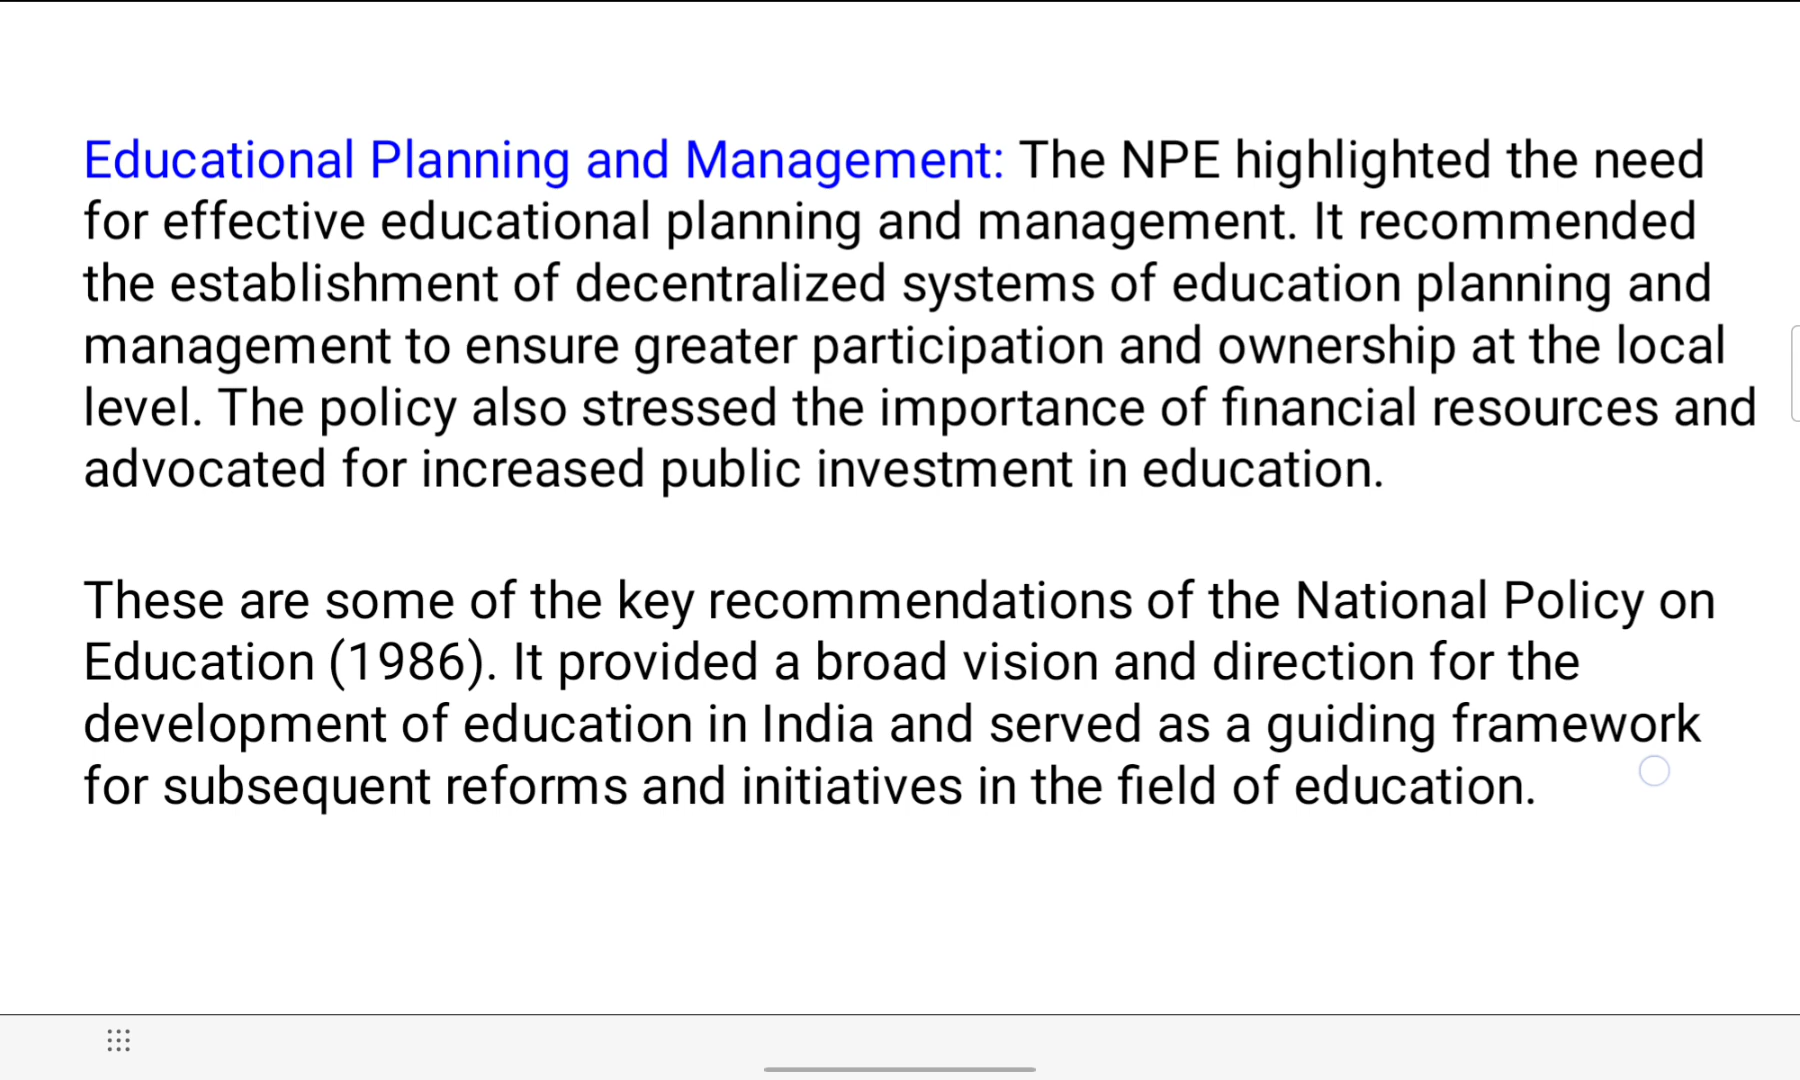 Educational Planning and Management: The NPE highlighted the need
for effective educational planning and management. It recommended
the establishment of decentralized systems of education planning and
management to ensure greater participation and ownership at the local
level. The policy also stressed the importance of financial resources and
advocated for increased public investment in education.
These are some of the key recommendations of the National Policy on
Education (1986). It provided a broad vision and direction for the
development of education in India and served as a guiding framework
for subsequent reforms and initiatives in the field of education.